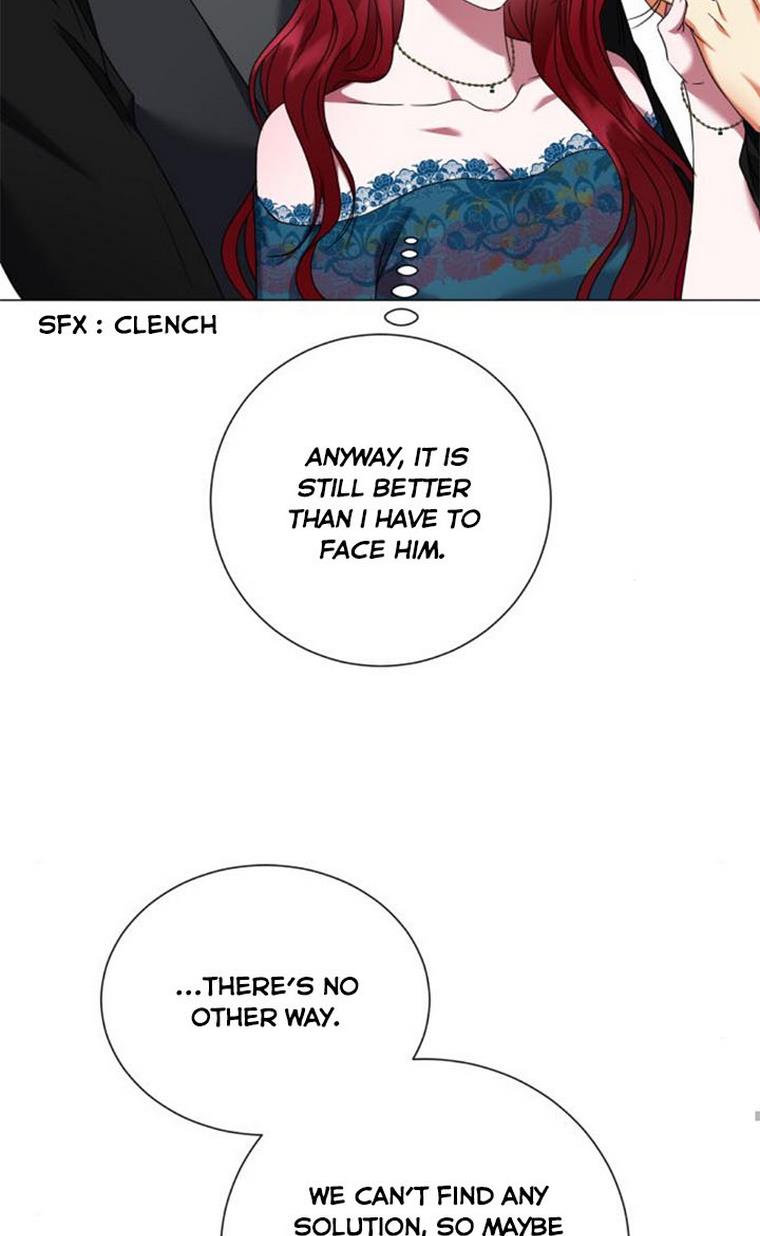 SFX : CLENCH
ANYWAY, IT IS
STILL BETTER
THAN I HAVE TO
FACE HIM.
...THERE'S NO
OTHER WAY.
WE CAN'T FIND ANY
SOLUTION, SO MAYBE